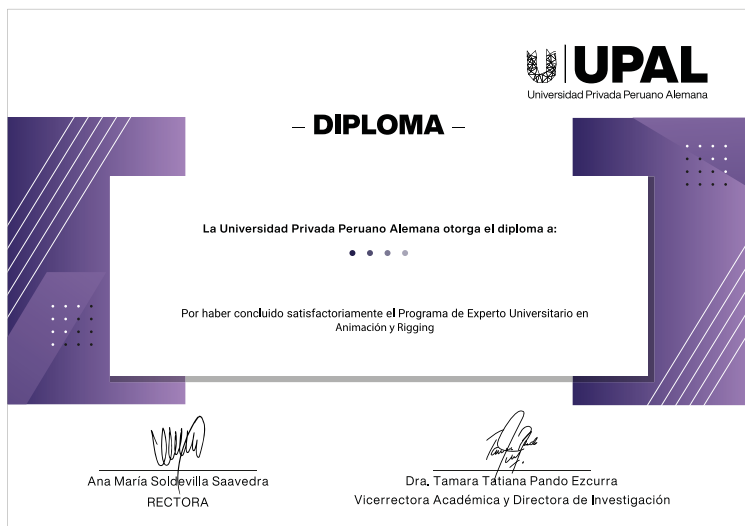 UPAL
Universidad Privada Peruano Alemana
– DIPLOMA –
La Universidad Privada Peruano Alemana otorga el diploma a:
Por haber concluido satisfactoriamente el Programa de Experto Universitario en
Animación y Rigging
Ana María Soldevilla Saavedra
RECTORA
Dra. Tamara Tatiana Pando Ezcurra
Vicerrectora Académica y Directora de Investigación